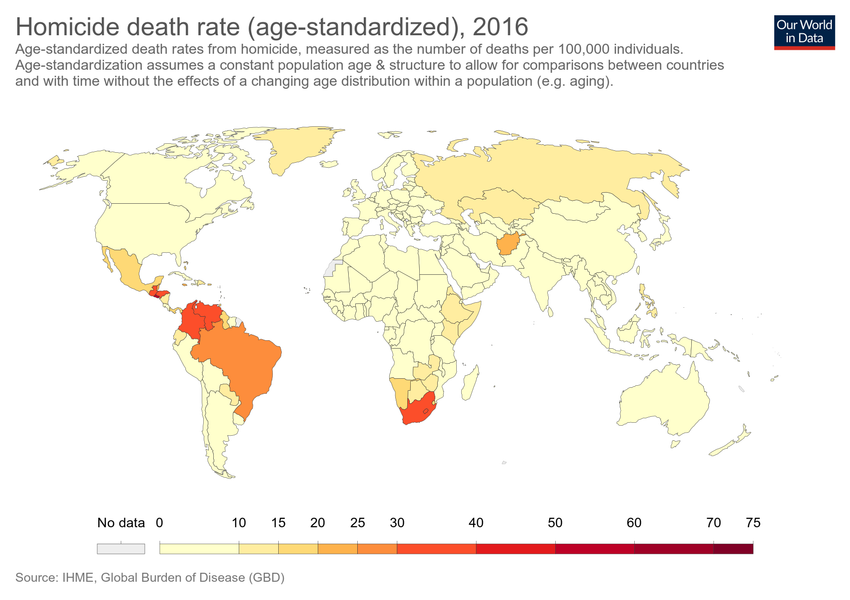 Homicide death rate (age-standardized), 2016
Our World
in Data
Age-standardized death rates from homicide, measured as the number of deaths per 100,000 individuals.
Age-standardization assumes a constant population age & structure to allow for comparisons between countries
and with time without the effects of a changing age distribution within a population (e.g. aging).
No data 0 10 15 20 25 30 40 50 60 70 75
Source: IHME, Global Burden of Disease (GBD)